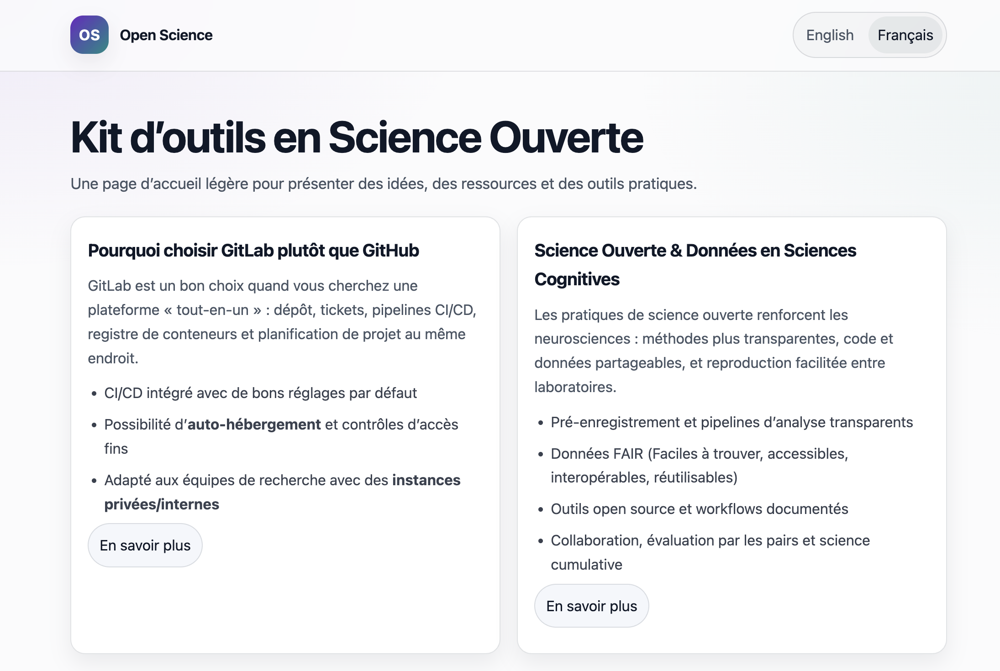 OS
Open Science
English
Français
Kit d’outils en Science Ouverte
Une page d’accueil légère pour présenter des idées, des ressources et des outils pratiques.
Pourquoi choisir GitLab plutôt que GitHub
GitLab est un bon choix quand vous cherchez une
plateforme « tout-en-un » : dépôt, tickets, pipelines CI/CD,
registre de conteneurs et planification de projet au même
endroit.
• CI/CD intégré avec de bons réglages par défaut
• Possibilité d’auto-hébergement et contrôles d’accès
fins
• Adapté aux équipes de recherche avec des instances
privées/internes
En savoir plus
Science Ouverte & Données en Sciences
Cognitives
Les pratiques de science ouverte renforcent les
neurosciences : méthodes plus transparentes, code et
données partageables, et reproduction facilitée entre
laboratoires.
• Pré-enregistrement et pipelines d’analyse transparents
• Données FAIR (Faciles à trouver, accessibles,
interopérables, réutilisables)
• Outils open source et workflows documentés
• Collaboration, évaluation par les pairs et science
cumulative
En savoir plus